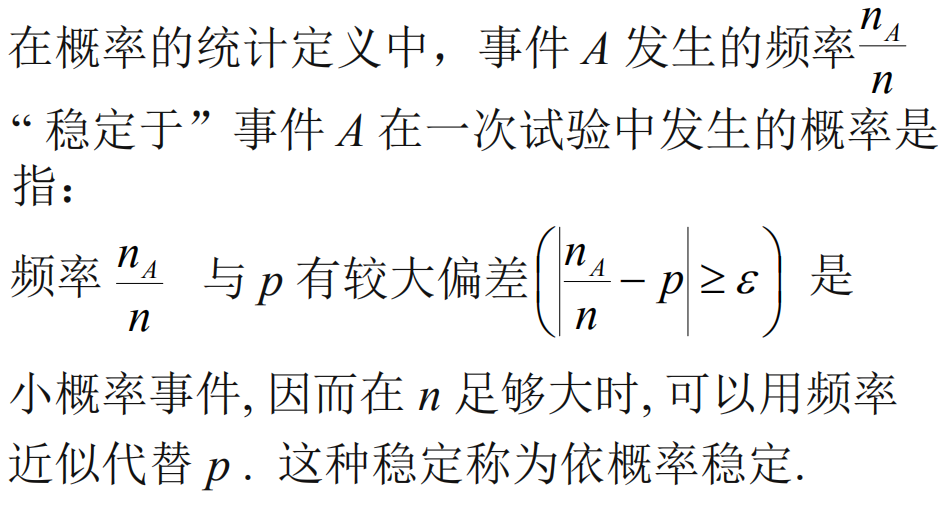 在概率的统计定义中，事件 A 发生的频率 \frac{n_A}{n}
“稳定于”事件 A 在一次试验中发生的概率是
指：
频率 \frac{n_A}{n} 与 p 有较大偏差 \left( \left| \frac{n_A}{n} - p \right| \geq \varepsilon \right) 是
小概率事件, 因而在 n 足够大时, 可以用频率
近似代替 p . 这种稳定称为依概率稳定.